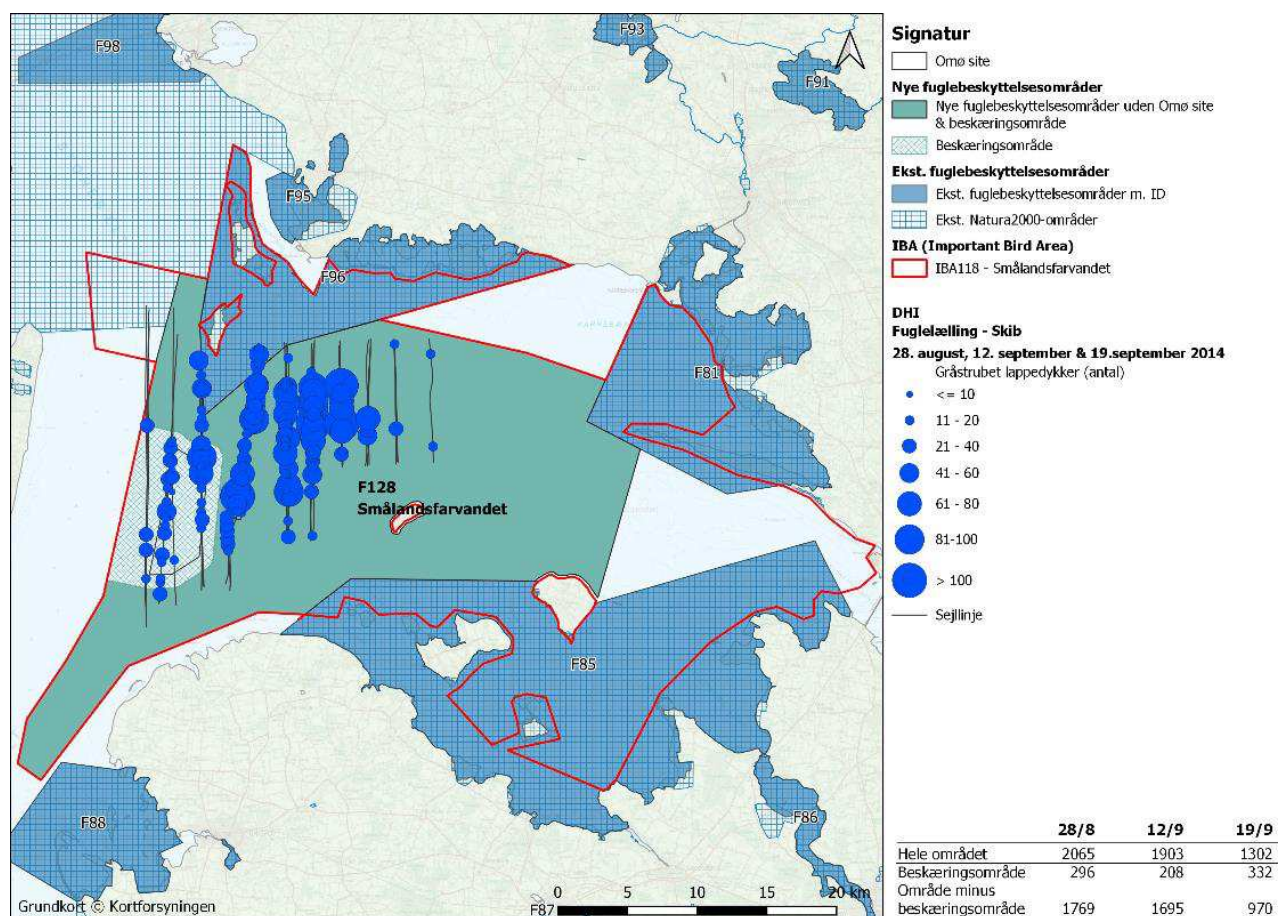 F98
F93
F91
F95
F96
F81
F128
Smålandsfarvandet
F85
F88
F86
F87
0 5 10 15 20 km
Grundkort © Kortforsyningen
Signatur
Omø site
Nye fuglebeskyttelsesområder
Nye fuglebeskyttelsesområder uden Omø site
& beskæringsområde
Beskæringsområde
Ekst. fuglebeskyttelsesområder
Ekst. fuglebeskyttelsesområder m. ID
Ekst. Natura2000-områder
IBA (Important Bird Area)
IBA118 - Smålandsfarvandet
DHI
Fuglelælling - Skib
28. august, 12. september & 19.september 2014
Gråstrubet lappedykker (antal)
<= 10
11 - 20
21 - 40
41 - 60
61 - 80
81-100
> 100
Sejllinje
28/8 12/9 19/9
Hele området 2065 1903 1302
Beskæringsområde 296 208 332
Område minus
beskæringsområde 1769 1695 970